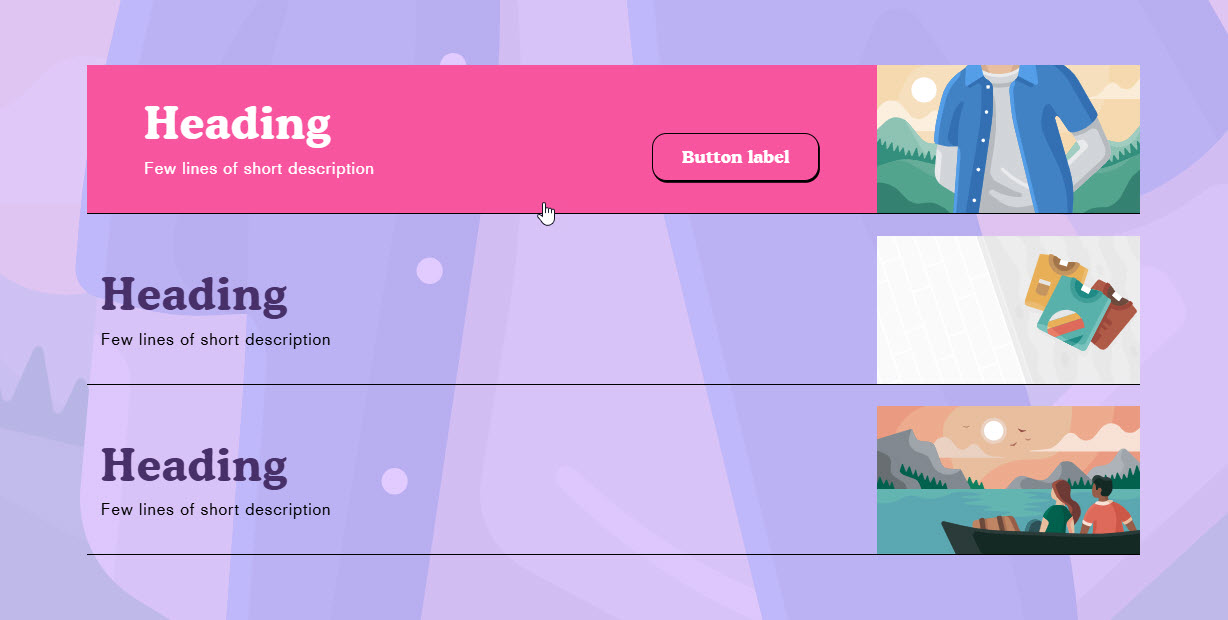 Heading
Few lines of short description
Button label
Heading
Few lines of short description
Heading
Few lines of short description